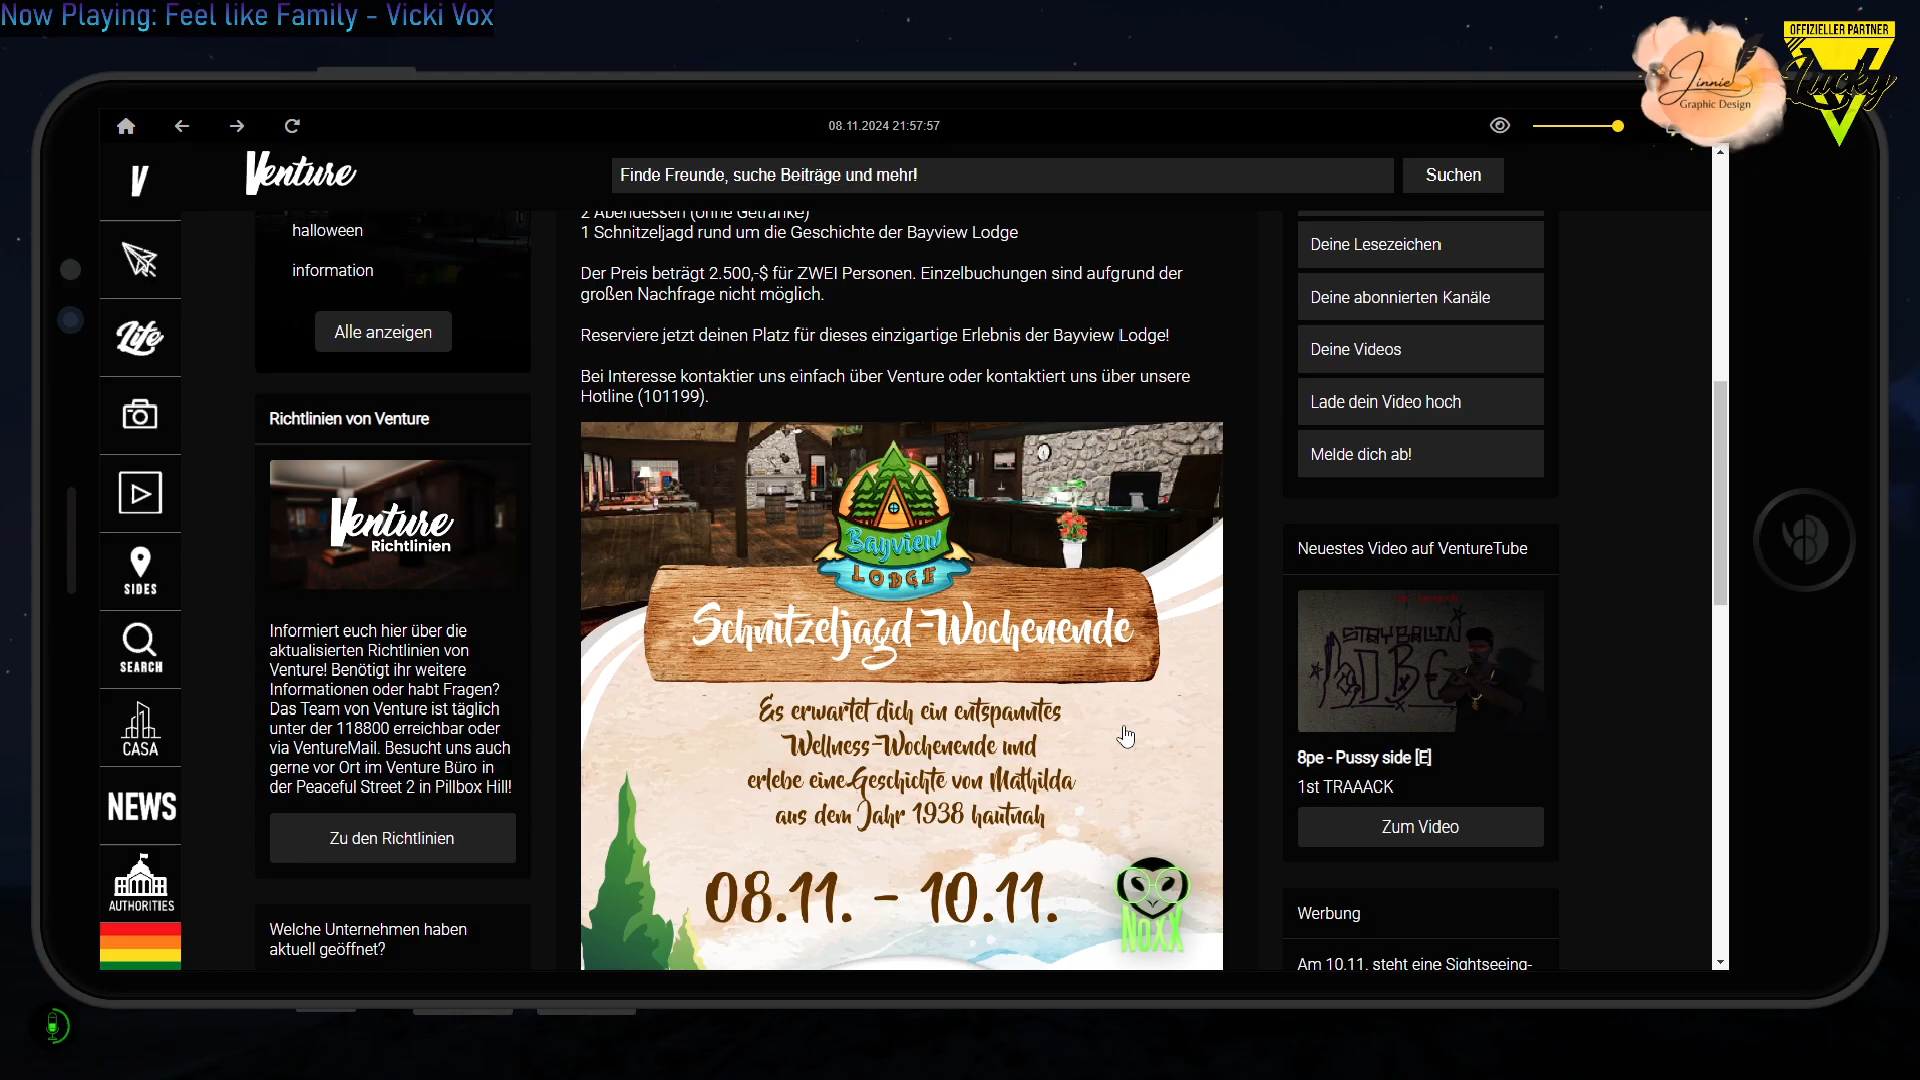 Now Playing: Feel like Family - Vicki Vox
OFFIZIELLER PARTNER
Lucky
Jinnie
Graphic Design
08.11.2024 21:57:57
V
Venture
Finde Freunde, suche Beiträge und mehr!
Suchen
Life
SIDES
SEARCH
CASA
NEWS
AUTHORITIES
halloween
information
Alle anzeigen
Richtlinien von Venture
Venture
Richtlinien
Informiert euch hier über die
aktualisierten Richtlinien von
Venture! Benötigt ihr weitere
Informationen oder habt Fragen?
Das Team von Venture ist täglich
unter der 118800 erreichbar oder
via VentureMail. Besucht uns auch
gerne vor Ort im Venture Büro in
der Peaceful Street 2 in Pillbox Hill!
Zu den Richtlinien
Welche Unternehmen haben
aktuell geöffnet?
2 Abendessen (ohne Getränke)
1 Schnitzeljagd rund um die Geschichte der Bayview Lodge
Der Preis beträgt 2.500,-$ für ZWEI Personen. Einzelbuchungen sind aufgrund der
großen Nachfrage nicht möglich.
Reserviere jetzt deinen Platz für dieses einzigartige Erlebnis der Bayview Lodge!
Bei Interesse kontaktier uns einfach über Venture oder kontaktiert uns über unsere
Hotline (101199).
Bayview
LODGE
Schnitzeljagd-Wochenende
Es erwartet dich ein entspanntes
Wellness-Wochenende und
erlebe eine Geschichte von Mathilda
aus dem Jahr 1938 hautnah
08.11. - 10.11.
NOXX
Deine Lesezeichen
Deine abonnierten Kanäle
Deine Videos
Lade dein Video hoch
Melde dich ab!
Neuestes Video auf VentureTube
STAY BALLIN
8pe - Pussy side [E]
1st TRAAACK
Zum Video
Werbung
Am 10.11. steht eine Sightseeing-